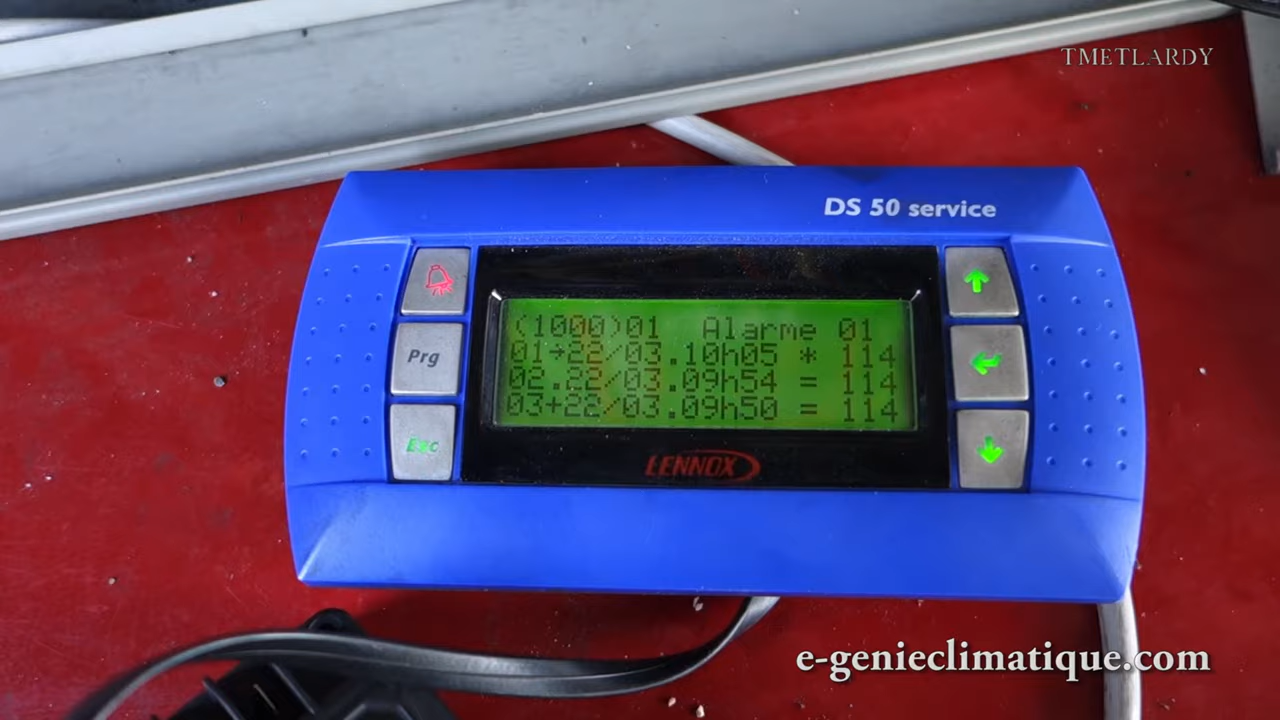 TMETLARDY
DS 50 service
Prg
Esc
(1000)01 Alarme 01
01→22/03.10h05 * 114
02.22/03.09h54 = 114
03+22/03.09h50 = 114
LENNOX
e-genieclimatique.com